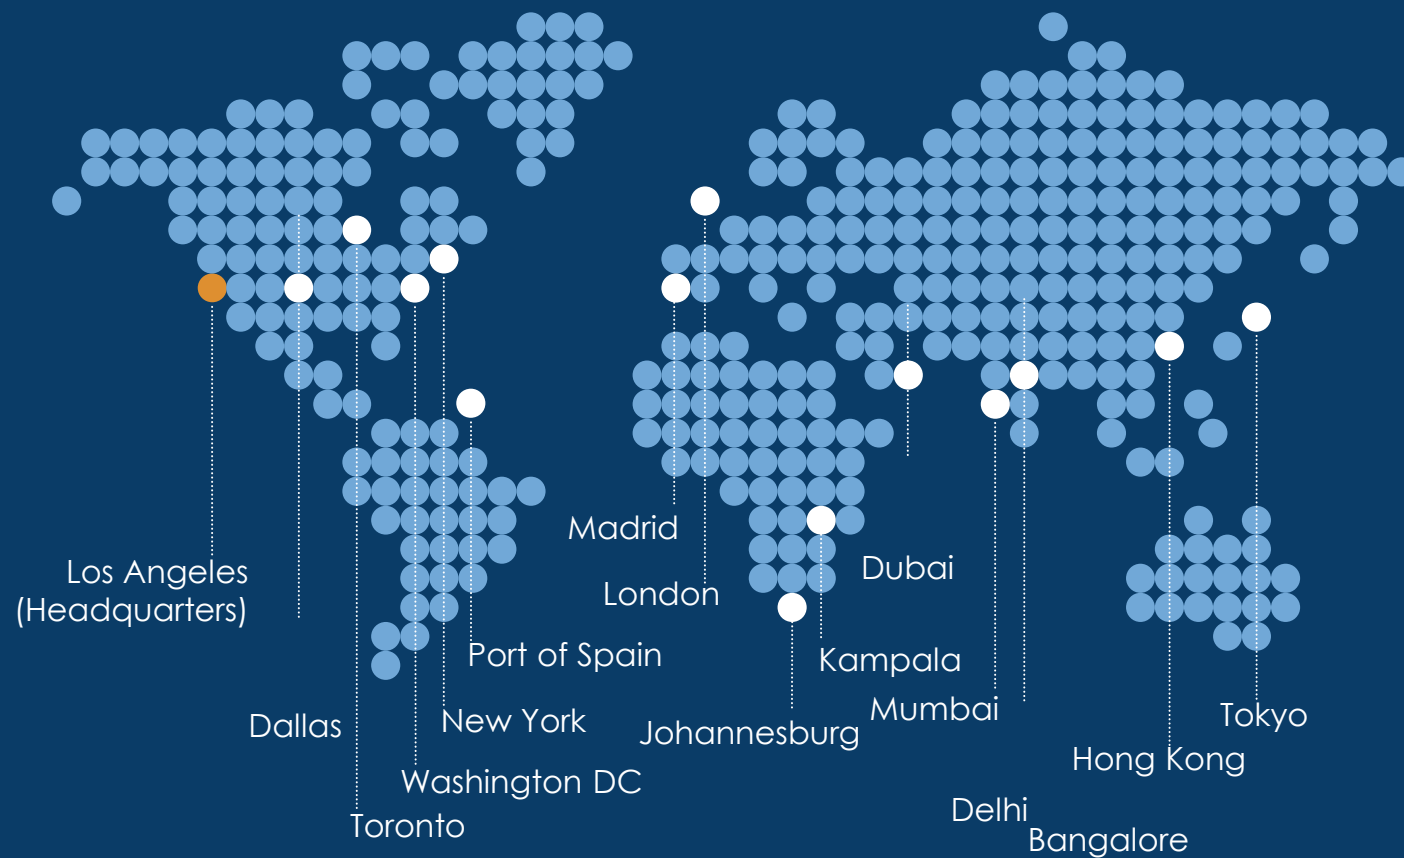 Madrid
Los Angeles
(Headquarters)
Dubai
London
Port of Spain
Kampala
Mumbai
Dallas
New York
Johannesburg
Tokyo
Hong Kong
Washington DC
Delhi
Toronto
Bangalore